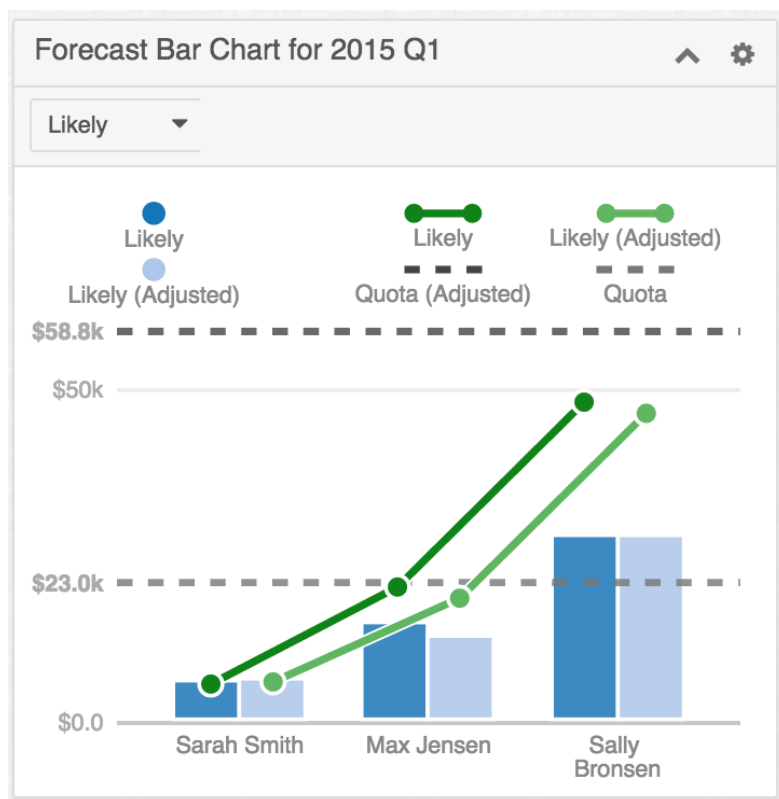 Forecast Bar Chart for 2015 Q1
Likely
Likely
Likely
Likely (Adjusted)
Likely (Adjusted)
Quota (Adjusted)
Quota
$58.8k
$50k
$23.0k
$0.0
Sarah Smith
Max Jensen
Sally
Bronsen